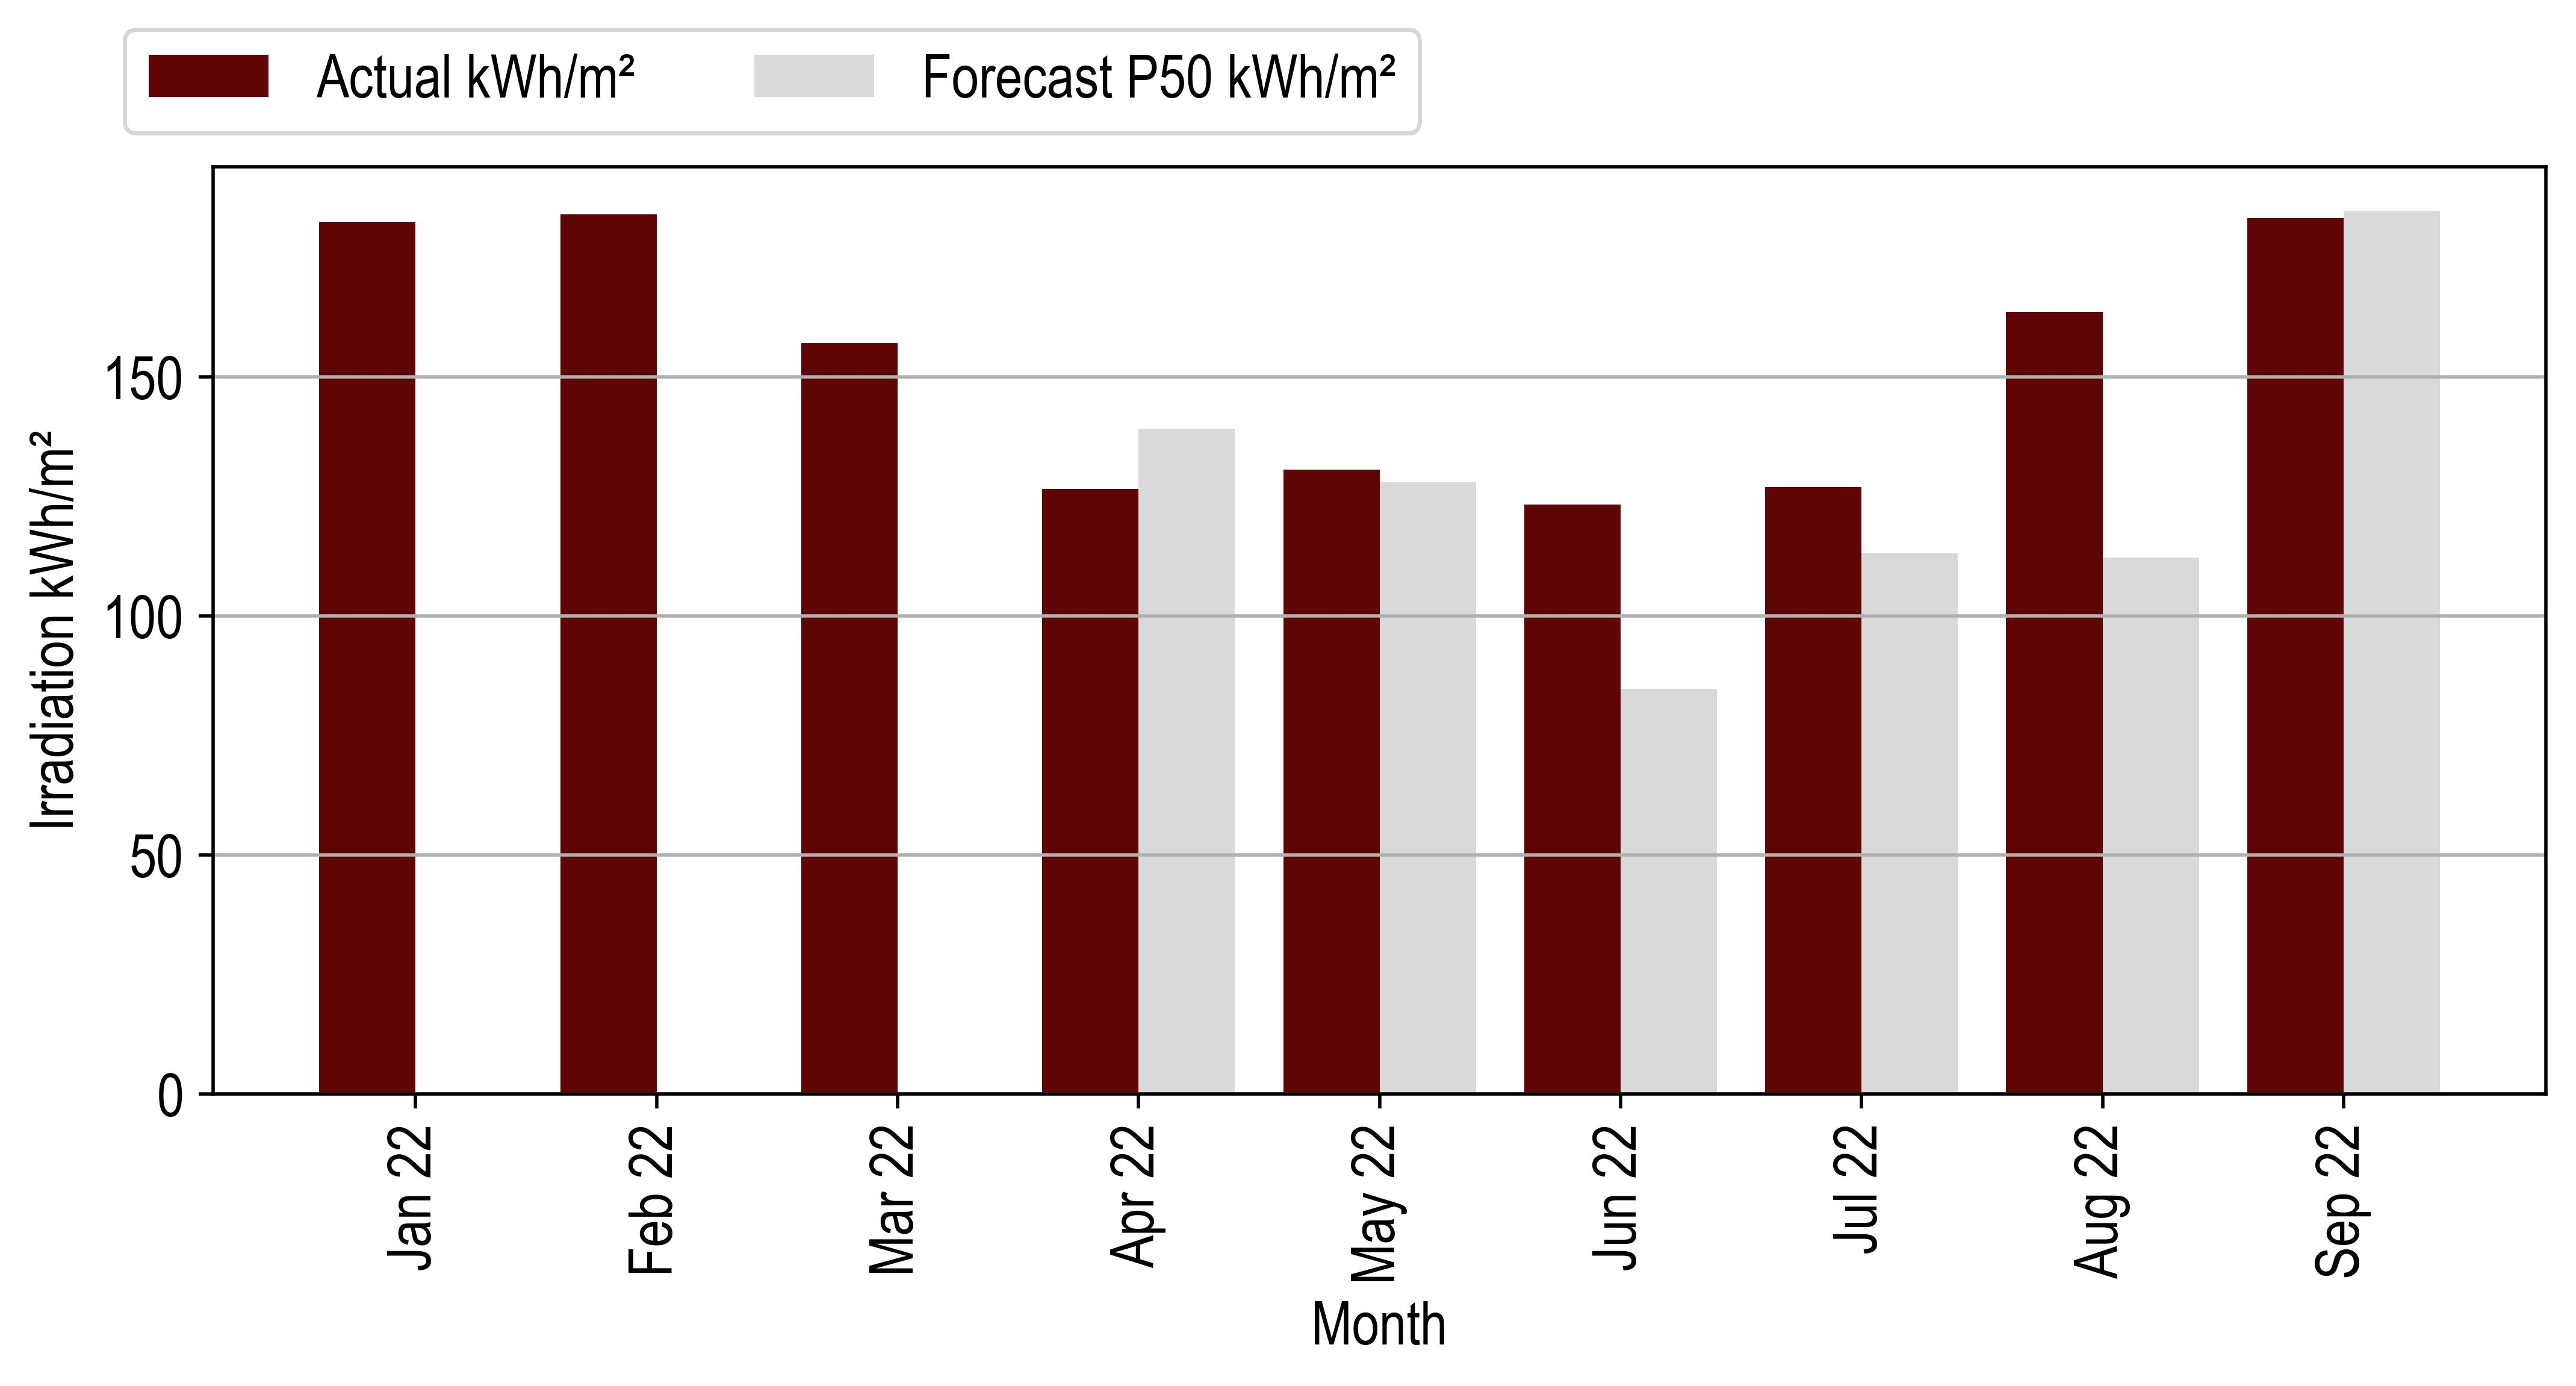 Actual kWh/m²
Forecast P50 kWh/m²
Irradiation kWh/m²
150
100
50
0
Jan 22
Feb 22
Mar 22
Apr 22
May 22
Jun 22
Jul 22
Aug 22
Sep 22
Month